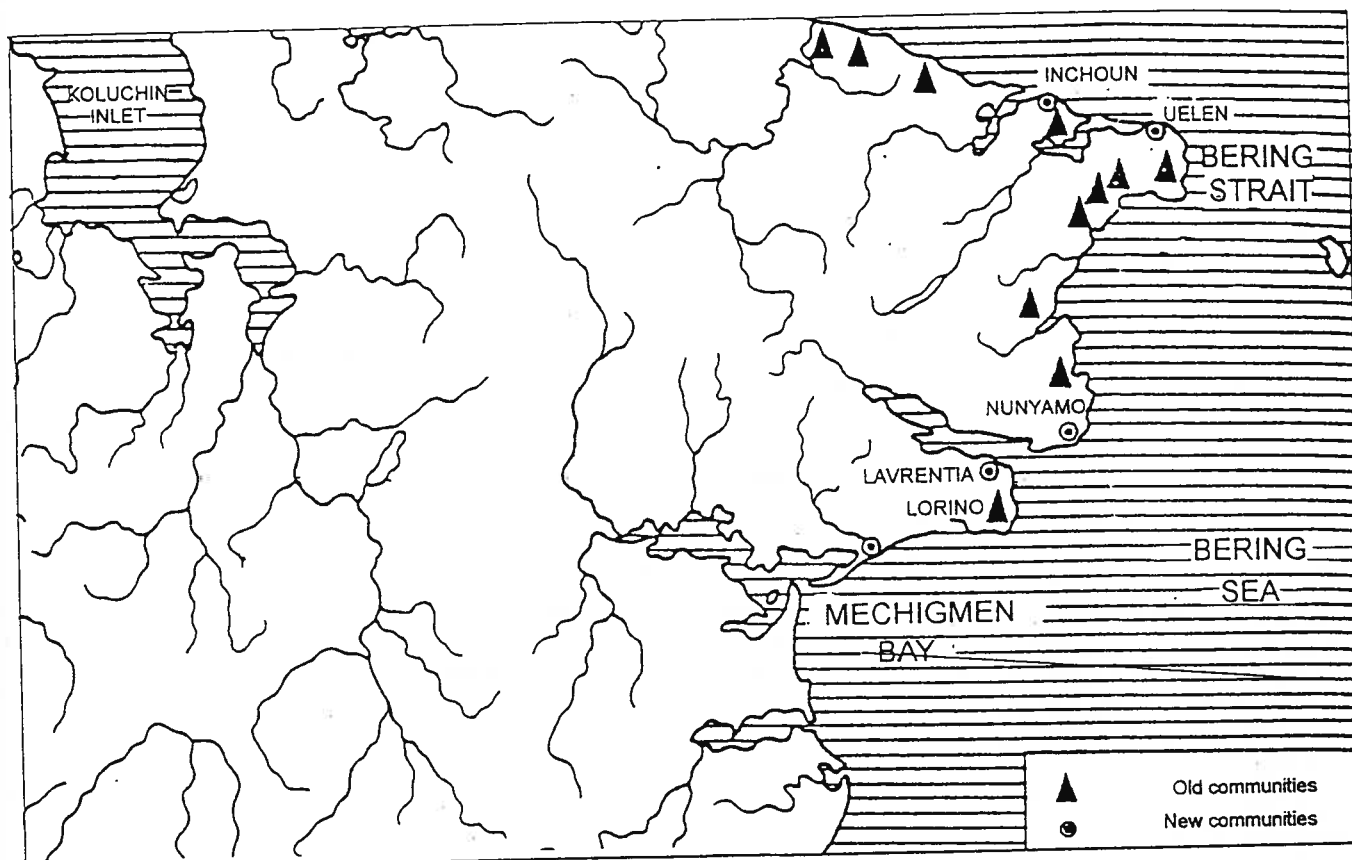 KOLUCHIN
INLET
INCHOUN
UELEN
BERING
STRAIT
NUNYAMO
LAVRENTIA
LORINO
BERING
SEA
MECHIGMEN
BAY
Old communities
New communities